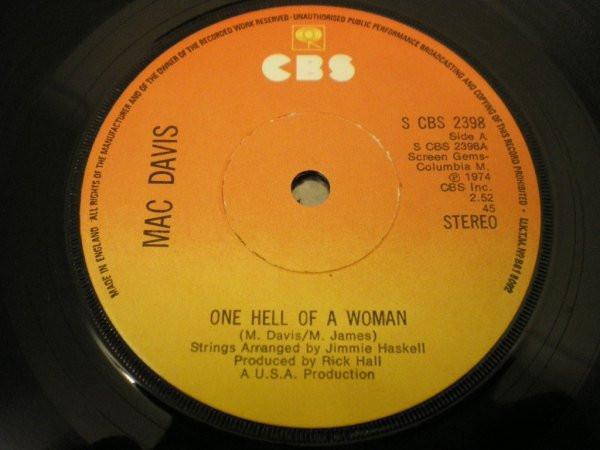 MADE IN ENGLAND ALL RIGHTS OF THE MANUFACTURER AND OF THE OWNER OF THE RECORDED WORK RESERVED - UNAUTHORISED PUBLIC PERFORMANCE BROADCASTING AND COPYING OF THIS RECORD PROHIBITED
CBS
MAC DAVIS
S CBS 2398
Side A
S CBS 2398A
Screen Gems-
Columbia M.
℗ 1974
CBS Inc.
2.52
45
STEREO
ONE HELL OF A WOMAN
(M. Davis/M. James)
Strings Arranged by Jimmie Haskell
Produced by Rick Hall
A U.S.A. Production